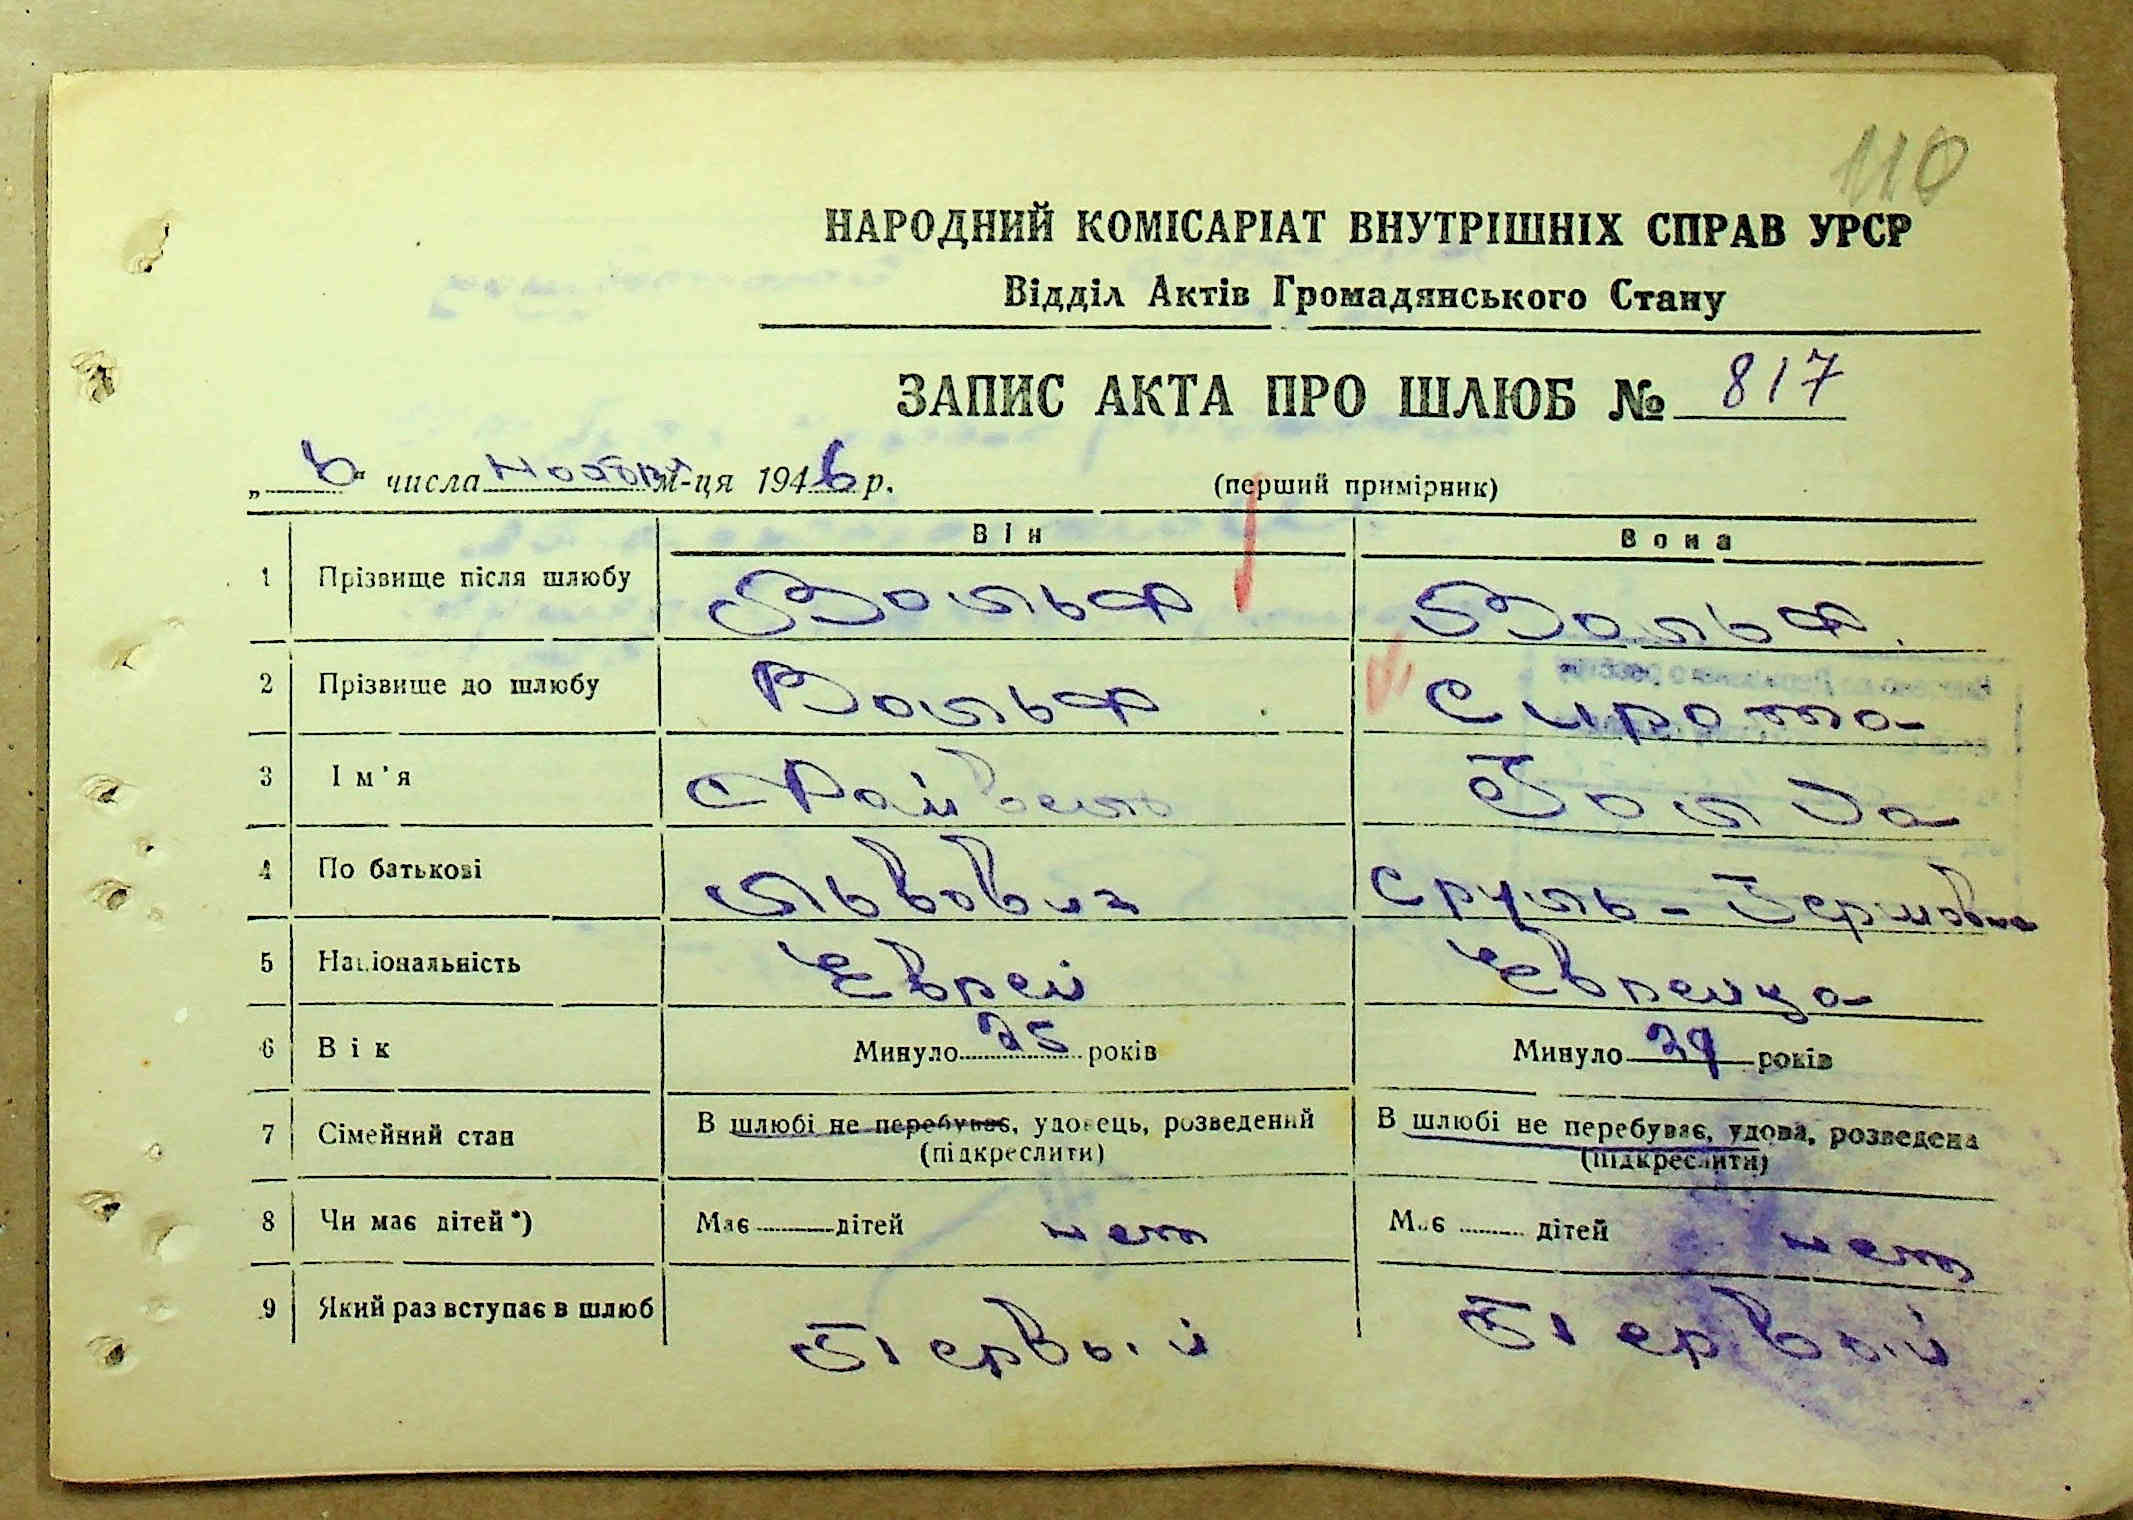 110
НАРОДНИЙ КОМІСАРІАТ ВНУТРІШНІХ СПРАВ УРСР
Відділ Актів Громадянського Стану
ЗАПИС АКТА ПРО ШЛЮБ № 817
„ 6 “ числа ноября м-ця 1946 р. (перший примірник)
Він Вона
1 Прізвище після шлюбу Вольф Вольф.
2 Прізвище до шлюбу Вольф Сирота
3 Ім'я Файвель Голда
4 По батькові Львович Сруль-Гершовна
5 Національність Еврей Еврейка
6 Вік Минуло 25 років Минуло років
7 Сімейний стан В шлюбі не перебуває, удовець, розведений В шлюбі не перебуває, удова, розведена
(підкреслити) (підкреслити)
8 Чи має дітей*) Має дітей нет Має дітей нет
9 Який раз вступає в шлюб Первый Первый